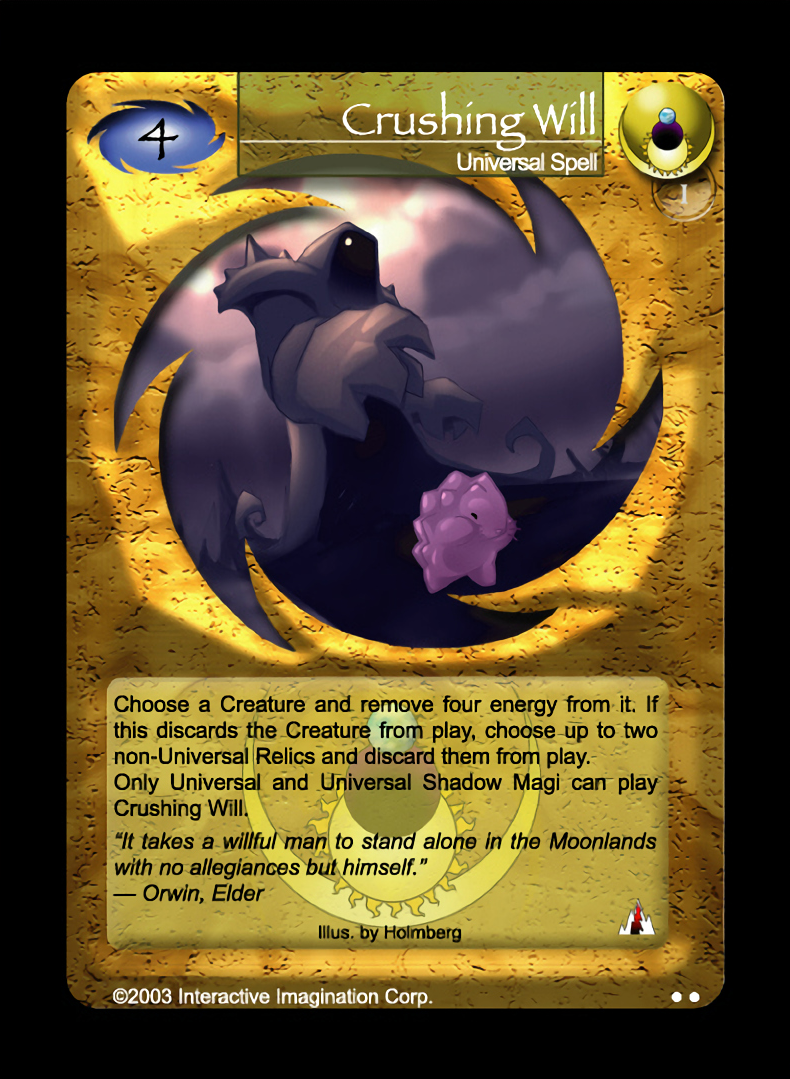 4
Crushing Will
Universal Spell
I
Choose a Creature and remove four energy from it. If
this discards the Creature from play, choose up to two
non-Universal Relics and discard them from play.
Only Universal and Universal Shadow Magi can play
Crushing Will.
“It takes a willful man to stand alone in the Moonlands
with no allegiances but himself.”
— Orwin, Elder
Illus. by Holmberg
©2003 Interactive Imagination Corp.